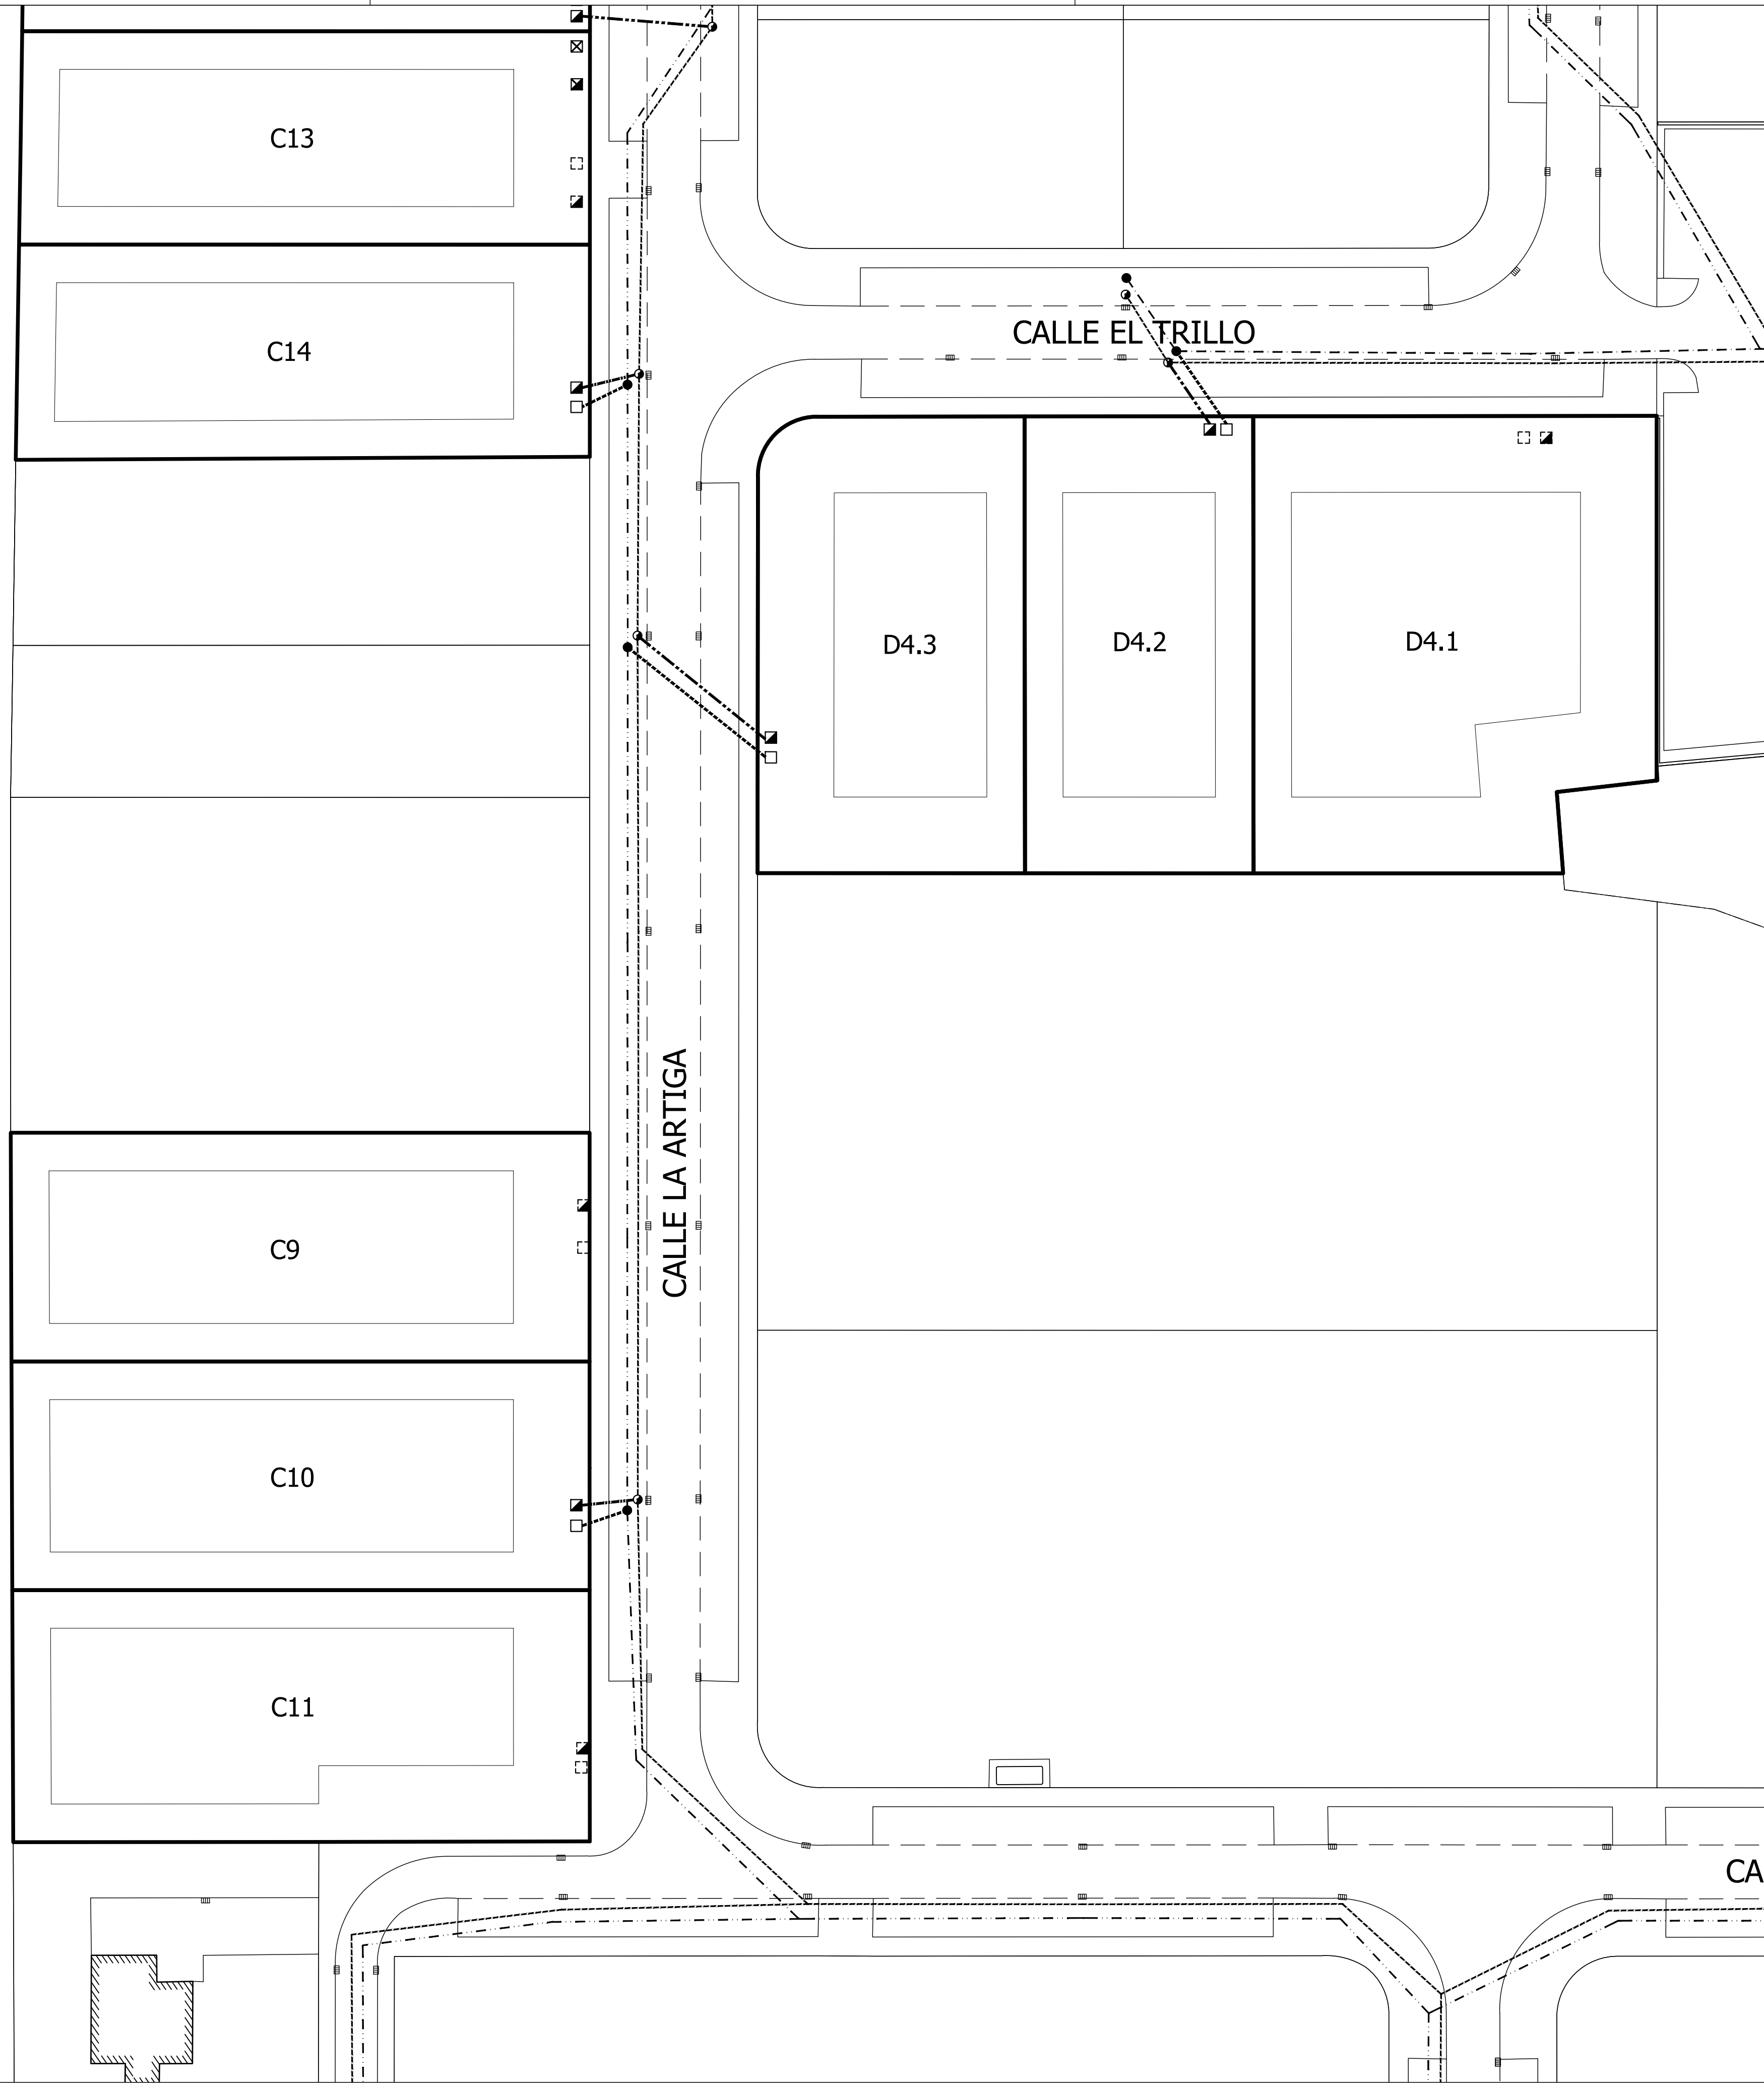 C13
C14
CALLE EL TRILLO
D4.3
D4.2
D4.1
CALLE LA ARTIGA
C9
C10
C11
CA